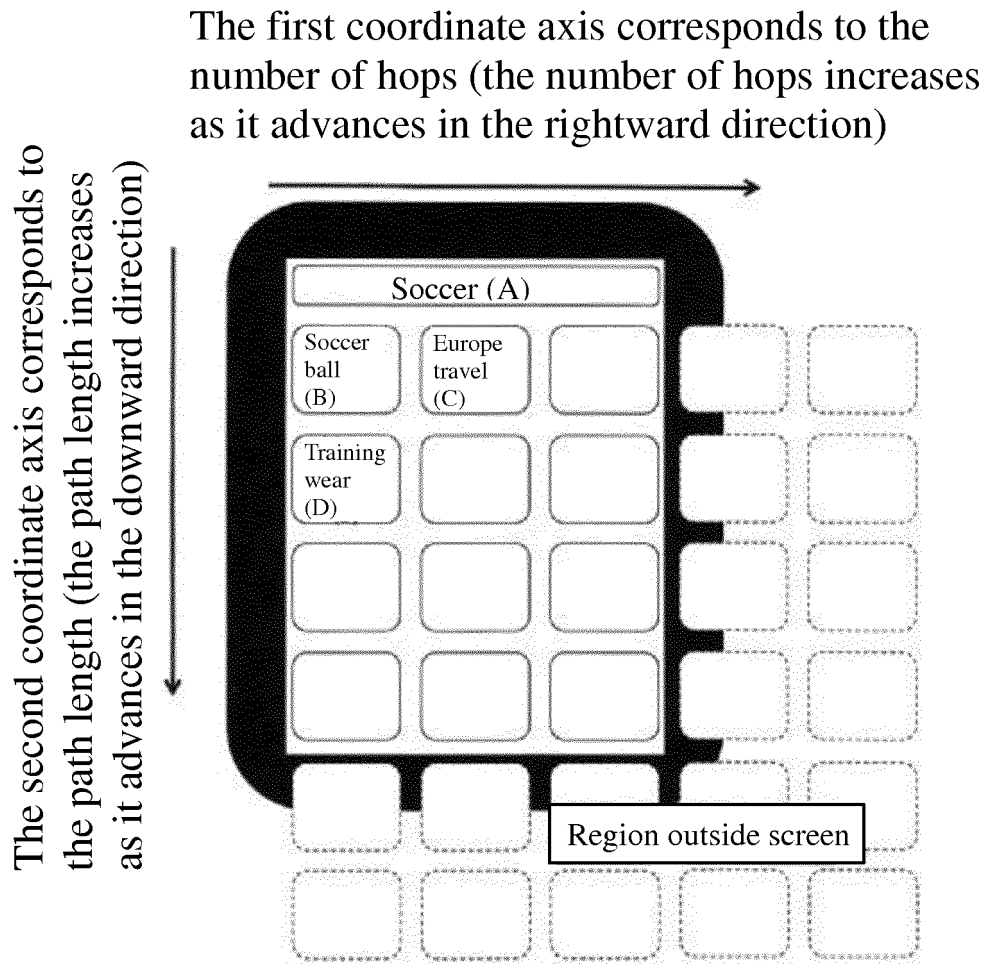 The first coordinate axis corresponds to the
number of hops (the number of hops increases
as it advances in the rightward direction)
The second coordinate axis corresponds to
the path length (the path length increases
as it advances in the downward direction)
Soccer (A)
Soccer
ball
(B)
Europe
travel
(C)
Training
wear
(D)
Region outside screen